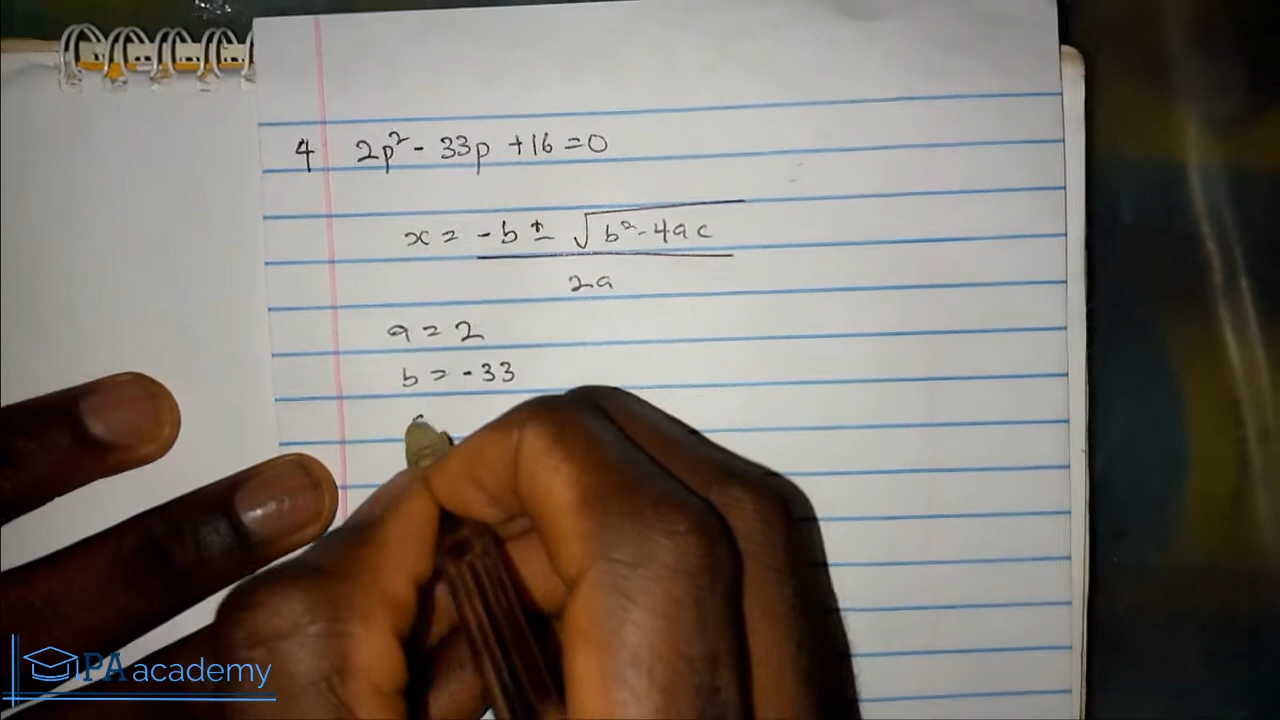 4 2p² - 33p + 16 = 0
x = -b ± √b² - 4ac
2a
a = 2
b = -33
PA academy